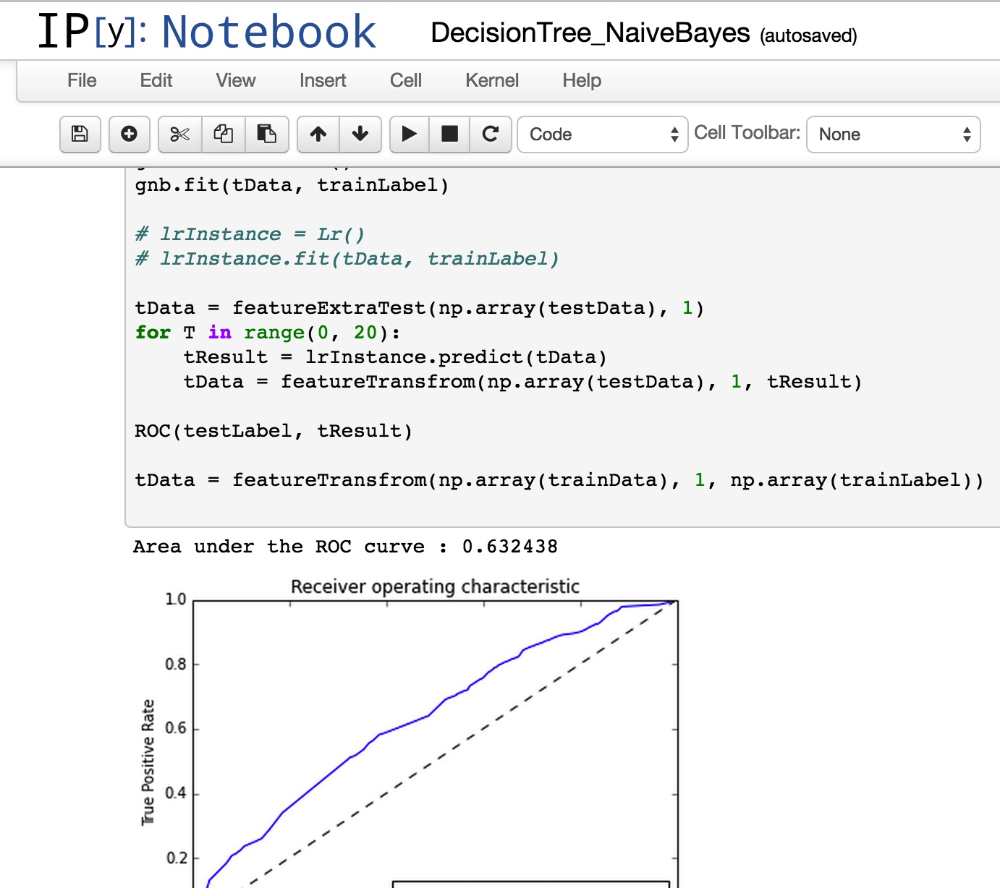 IP[y]: Notebook DecisionTree_NaiveBayes (autosaved)
File Edit View Insert Cell Kernel Help
Code Cell Toolbar: None
gnb.fit(tData, trainLabel)
# lrInstance = Lr()
# lrInstance.fit(tData, trainLabel)
tData = featureExtraTest(np.array(testData), 1)
for T in range(0, 20):
    tResult = lrInstance.predict(tData)
    tData = featureTransfrom(np.array(testData), 1, tResult)
ROC(testLabel, tResult)
tData = featureTransfrom(np.array(trainData), 1, np.array(trainLabel))
Area under the ROC curve : 0.632438
Receiver operating characteristic
1.0
0.8
0.6
0.4
0.2
True Positive Rate